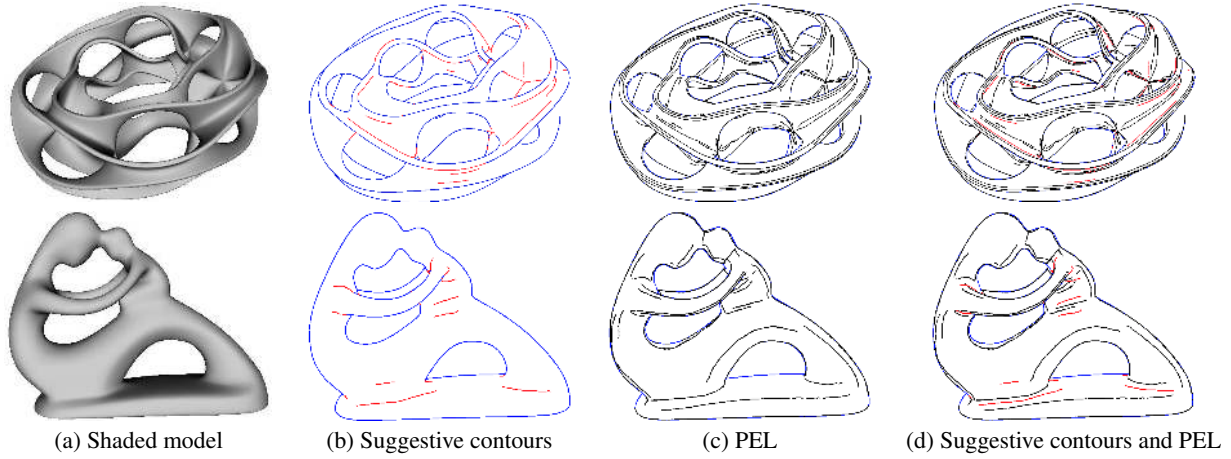 (a) Shaded model
(b) Suggestive contours
(c) PEL
(d) Suggestive contours and PEL